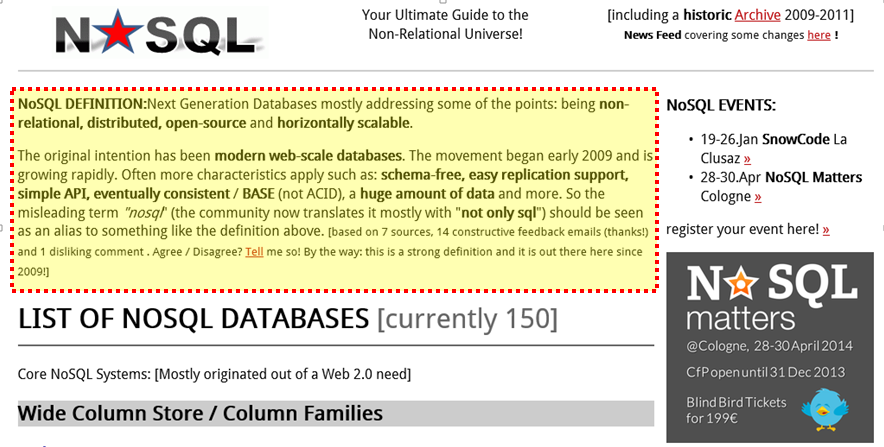 NoSQL
Your Ultimate Guide to the
Non-Relational Universe!
[including a historic Archive 2009-2011]
News Feed covering some changes here !
NoSQL DEFINITION:Next Generation Databases mostly addressing some of the points: being non-
relational, distributed, open-source and horizontally scalable.
The original intention has been modern web-scale databases. The movement began early 2009 and is
growing rapidly. Often more characteristics apply such as: schema-free, easy replication support,
simple API, eventually consistent / BASE (not ACID), a huge amount of data and more. So the
misleading term "nosql" (the community now translates it mostly with "not only sql") should be seen
as an alias to something like the definition above. [based on 7 sources, 14 constructive feedback emails (thanks!)
and 1 disliking comment . Agree / Disagree? Tell me so! By the way: this is a strong definition and it is out there here since
2009!]
LIST OF NOSQL DATABASES [currently 150]
Core NoSQL Systems: [Mostly originated out of a Web 2.0 need]
Wide Column Store / Column Families
NoSQL EVENTS:
• 19-26.Jan SnowCode La
Clusaz »
• 28-30.Apr NoSQL Matters
Cologne »
register your event here! »
NoSQL
matters
@Cologne, 28-30 April 2014
CfP open until 31 Dec 2013
Blind Bird Tickets
for 199€